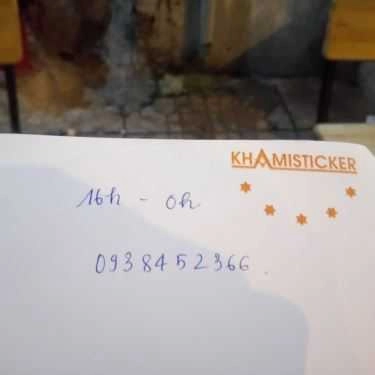 KHAMISTICKER
16h - 0h
0938452366.